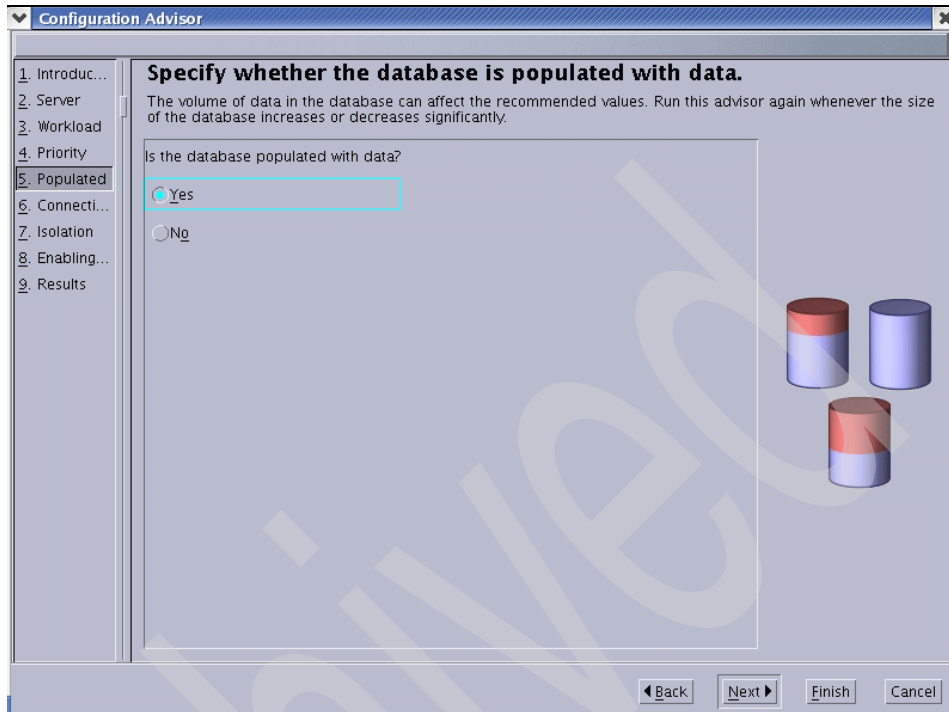 Configuration Advisor
1. Introduc...
2. Server
3. Workload
4. Priority
5. Populated
6. Connecti...
7. Isolation
8. Enabling...
9. Results
Specify whether the database is populated with data.
The volume of data in the database can affect the recommended values. Run this advisor again whenever the size
of the database increases or decreases significantly.
Is the database populated with data?
Yes
No
Back
Next
Finish
Cancel